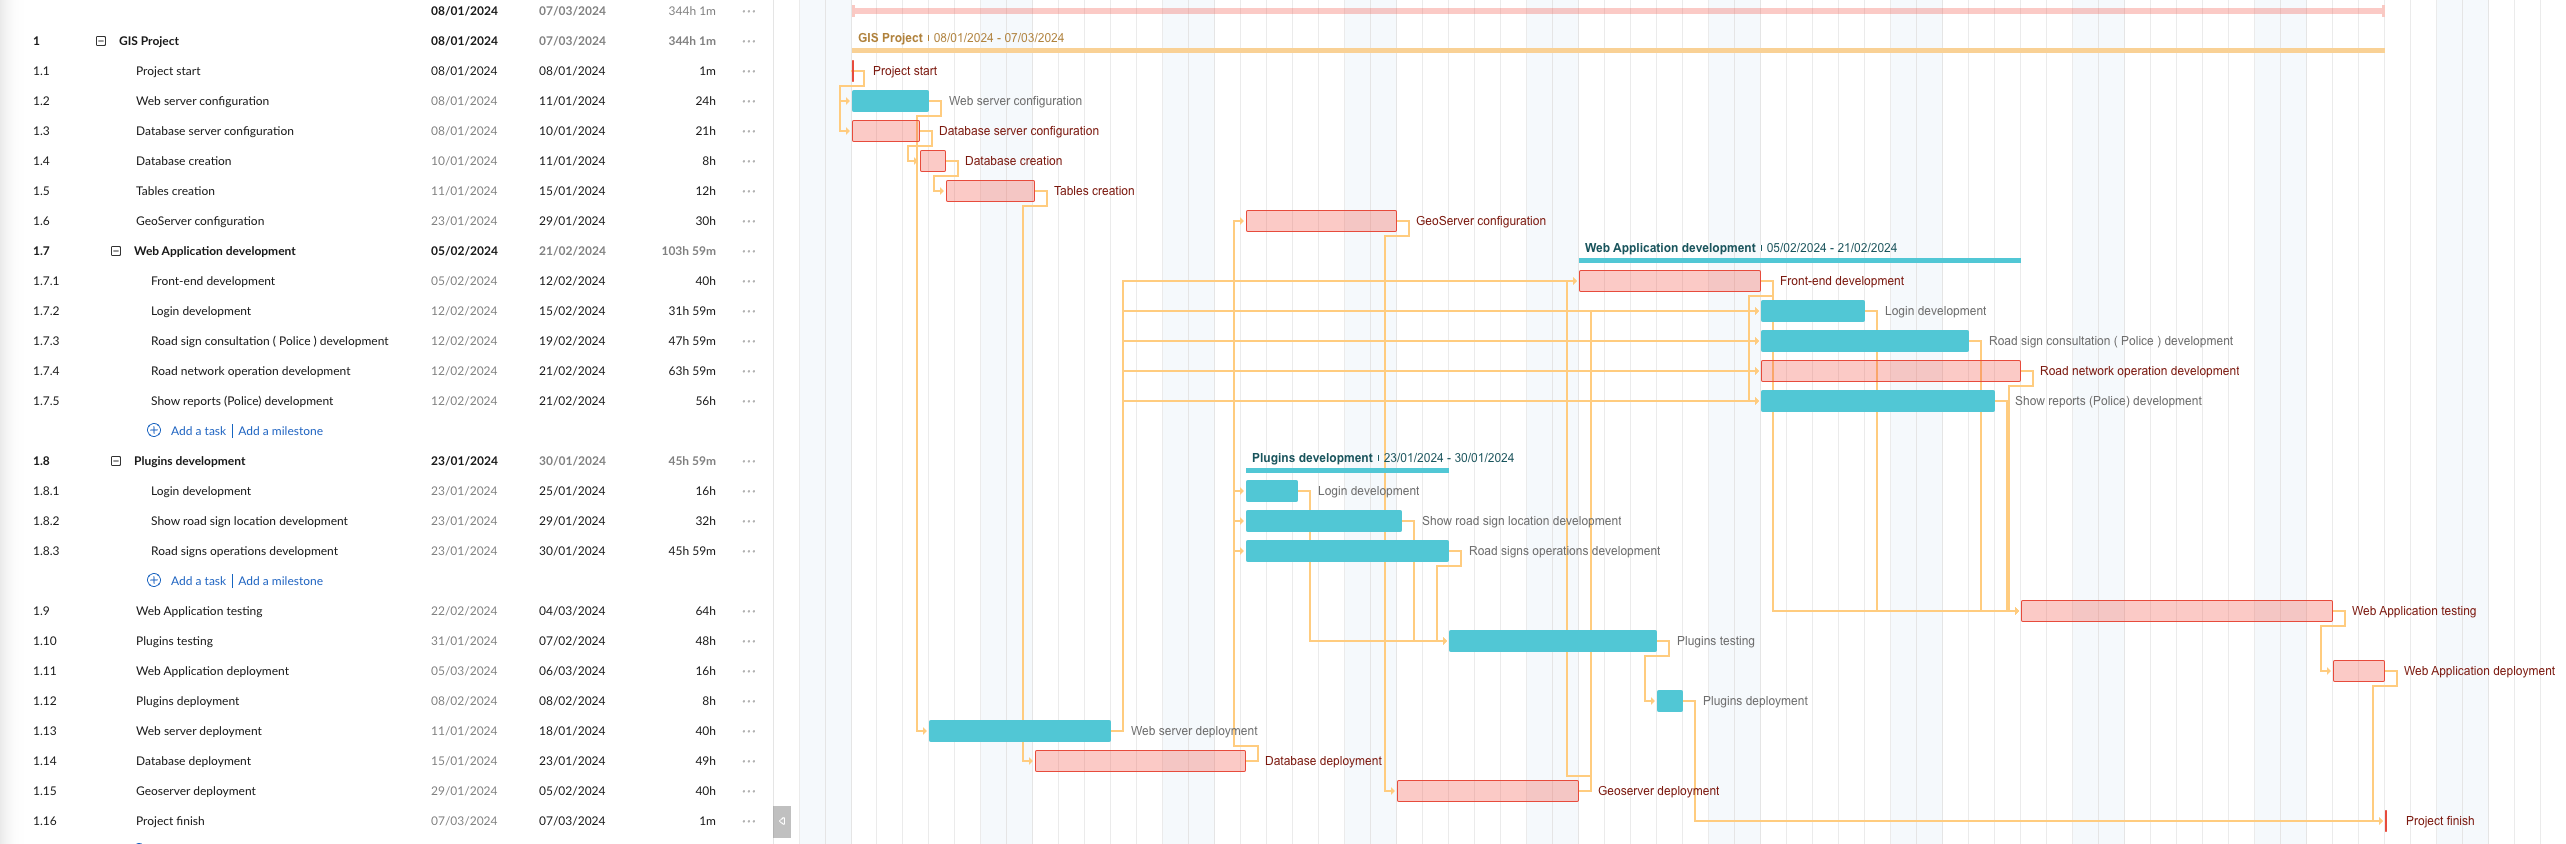 08/01/2024 07/03/2024 344h 1m
1 GIS Project 08/01/2024 07/03/2024 344h 1m GIS Project 08/01/2024 - 07/03/2024
1.1 Project start 08/01/2024 08/01/2024 1m Project start
1.2 Web server configuration 08/01/2024 11/01/2024 24h Web server configuration
1.3 Database server configuration 08/01/2024 10/01/2024 21h Database server configuration
1.4 Database creation 10/01/2024 11/01/2024 8h Database creation
1.5 Tables creation 11/01/2024 15/01/2024 12h Tables creation
1.6 GeoServer configuration 23/01/2024 29/01/2024 30h GeoServer configuration
1.7 Web Application development 05/02/2024 21/02/2024 103h 59m Web Application development 05/02/2024 - 21/02/2024
1.7.1 Front-end development 05/02/2024 12/02/2024 40h Front-end development
1.7.2 Login development 12/02/2024 15/02/2024 31h 59m Login development
1.7.3 Road sign consultation ( Police ) development 12/02/2024 19/02/2024 47h 59m Road sign consultation ( Police ) development
1.7.4 Road network operation development 12/02/2024 21/02/2024 63h 59m Road network operation development
1.7.5 Show reports (Police) development 12/02/2024 21/02/2024 56h Show reports (Police) development
Add a task | Add a milestone
1.8 Plugins development 23/01/2024 30/01/2024 45h 59m Plugins development 23/01/2024 - 30/01/2024
1.8.1 Login development 23/01/2024 25/01/2024 16h Login development
1.8.2 Show road sign location development 23/01/2024 29/01/2024 32h Show road sign location development
1.8.3 Road signs operations development 23/01/2024 30/01/2024 45h 59m Road signs operations development
Add a task | Add a milestone
1.9 Web Application testing 22/02/2024 04/03/2024 64h Web Application testing
1.10 Plugins testing 31/01/2024 07/02/2024 48h Plugins testing
1.11 Web Application deployment 05/03/2024 06/03/2024 16h Web Application deployment
1.12 Plugins deployment 08/02/2024 08/02/2024 8h Plugins deployment
1.13 Web server deployment 11/01/2024 18/01/2024 40h Web server deployment
1.14 Database deployment 15/01/2024 23/01/2024 49h Database deployment
1.15 Geoserver deployment 29/01/2024 05/02/2024 40h Geoserver deployment
1.16 Project finish 07/03/2024 07/03/2024 1m Project finish